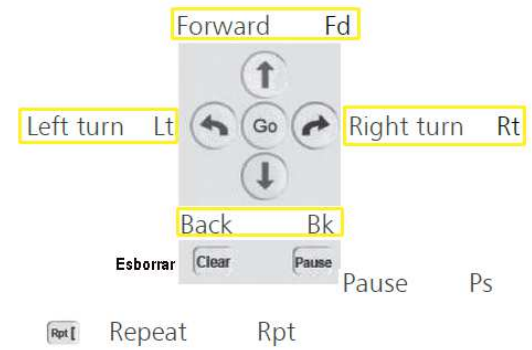 Forward Fd
Left turn Lt Go Right turn Rt
Back Bk
Esborrar Clear Pause
Pause Ps
Rpt [ Repeat Rpt